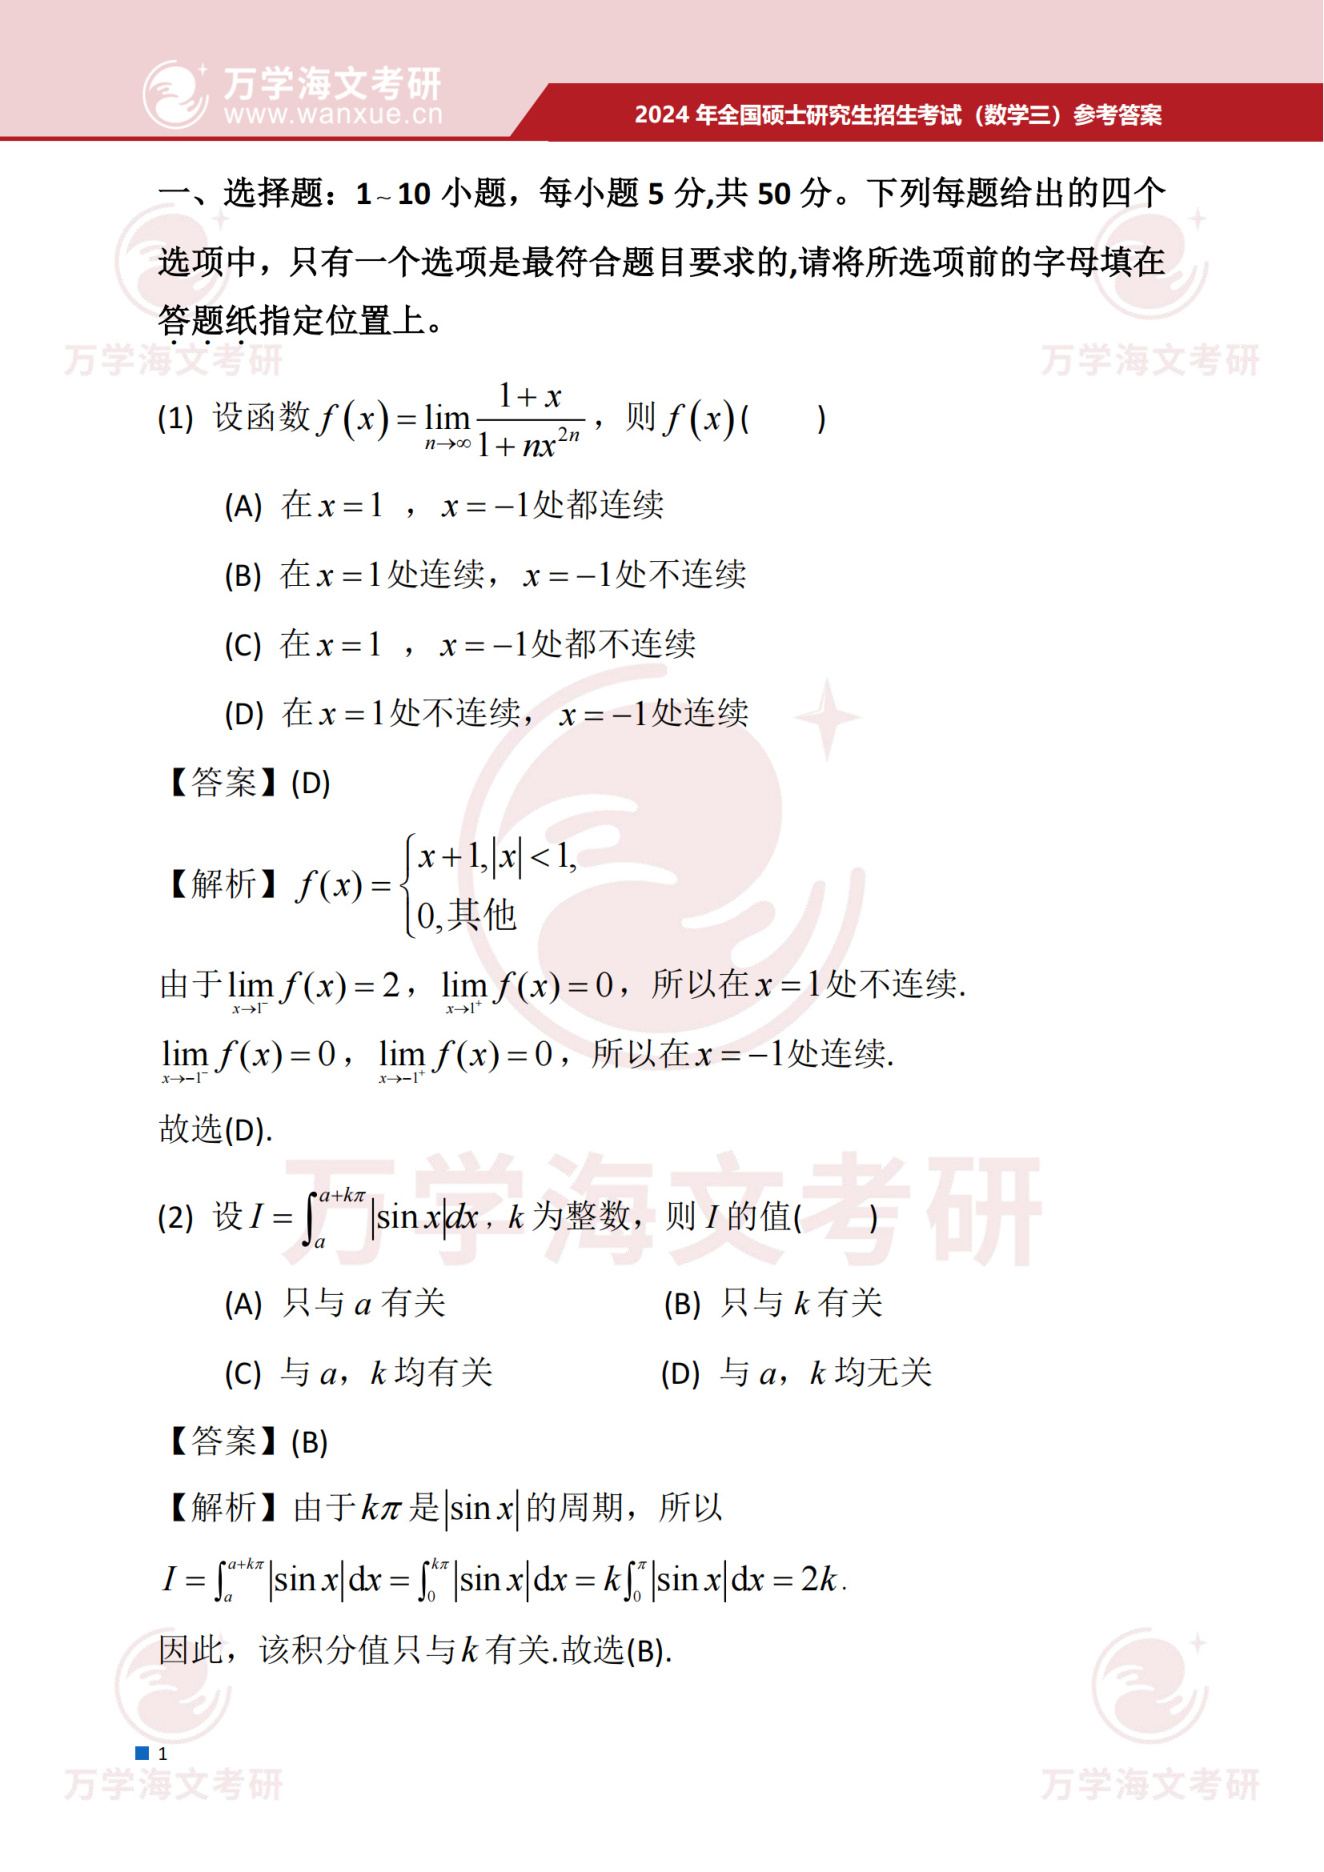 万学海文考研
www.wanxue.cn
2024 年全国硕士研究生招生考试（数学三）参考答案
一、选择题：1~10 小题，每小题 5 分,共 50 分。下列每题给出的四个
选项中，只有一个选项是最符合题目要求的,请将所选项前的字母填在
答题纸指定位置上。
万学海文考研
万学海文考研
(1) 设函数 f(x) = lim_{n→∞} (1+x)/(1+nx^{2n})，则 f(x)(　　)
(A) 在 x = 1 ， x = −1处都连续
(B) 在 x = 1处连续， x = −1处不连续
(C) 在 x = 1 ， x = −1处都不连续
(D) 在 x = 1处不连续， x = −1处连续
【答案】(D)
【解析】 f(x) = { x+1,|x|<1,
0,其他
由于 lim_{x→1⁻} f(x) = 2， lim_{x→1⁺} f(x) = 0，所以在 x = 1处不连续.
lim_{x→−1⁻} f(x) = 0， lim_{x→−1⁺} f(x) = 0，所以在 x = −1处连续.
故选(D).
万学海文考研
(2) 设 I = ∫_a^{a+kπ} |sin x|dx，k 为整数，则 I 的值(　　)
(A) 只与 a 有关　　(B) 只与 k 有关
(C) 与 a，k 均有关　　(D) 与 a，k 均无关
【答案】(B)
【解析】由于 kπ 是|sin x|的周期，所以
I = ∫_a^{a+kπ} |sin x|dx = ∫_0^{kπ} |sin x|dx = k∫_0^π |sin x|dx = 2k.
因此，该积分值只与 k 有关.故选(B).
1
万学海文考研
万学海文考研